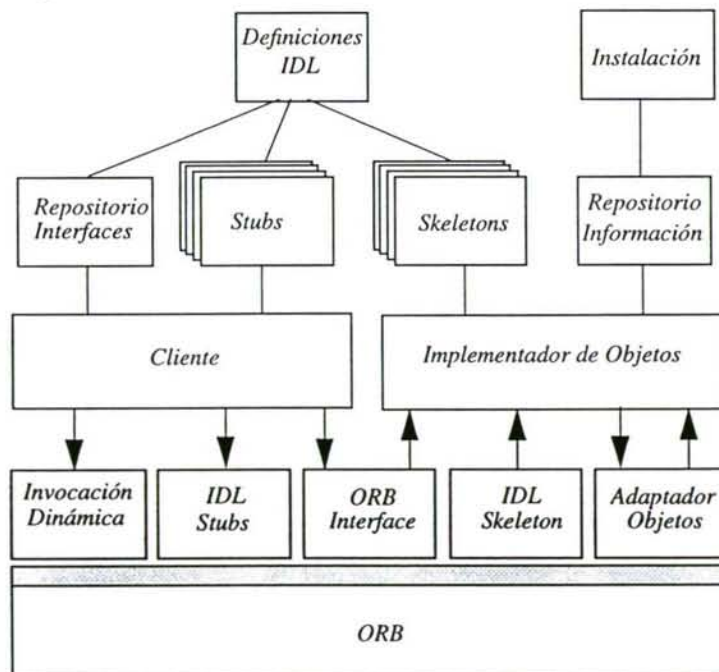 Definiciones
IDL
Instalación
Repositorio
Interfaces
Stubs
Skeletons
Repositorio
Información
Cliente
Implementador de Objetos
Invocación
Dinámica
IDL
Stubs
ORB
Interface
IDL
Skeleton
Adaptador
Objetos
ORB